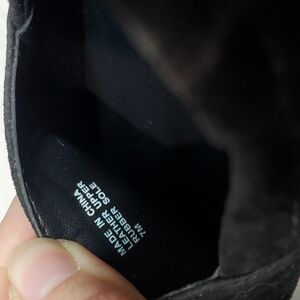 MADE IN CHINA
LEATHER UPPER
RUBBER SOLE
7M